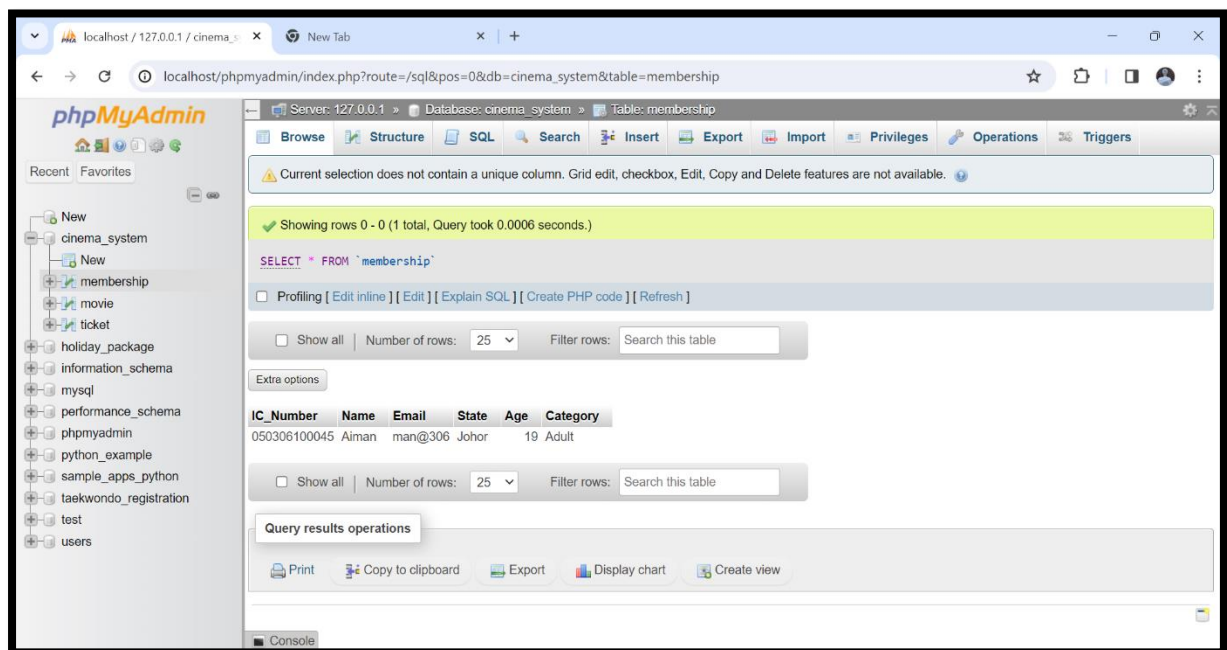 localhost / 127.0.0.1 / cinema_s
New Tab
localhost/phpmyadmin/index.php?route=/sql&pos=0&db=cinema_system&table=membership
phpMyAdmin
Recent Favorites
New
cinema_system
New
membership
movie
ticket
holiday_package
information_schema
mysql
performance_schema
phpmyadmin
python_example
sample_apps_python
taekwondo_registration
test
users
Server: 127.0.0.1 » Database: cinema_system » Table: membership
Browse Structure SQL Search Insert Export Import Privileges Operations Triggers
Current selection does not contain a unique column. Grid edit, checkbox, Edit, Copy and Delete features are not available.
Showing rows 0 - 0 (1 total, Query took 0.0006 seconds.)
SELECT * FROM `membership`
Profiling [ Edit inline ] [ Edit ] [ Explain SQL ] [ Create PHP code ] [ Refresh ]
Show all | Number of rows: 25 Filter rows: Search this table
Extra options
IC_Number Name Email State Age Category
050306100045 Aiman man@306 Johor 19 Adult
Show all | Number of rows: 25 Filter rows: Search this table
Query results operations
Print Copy to clipboard Export Display chart Create view
Console